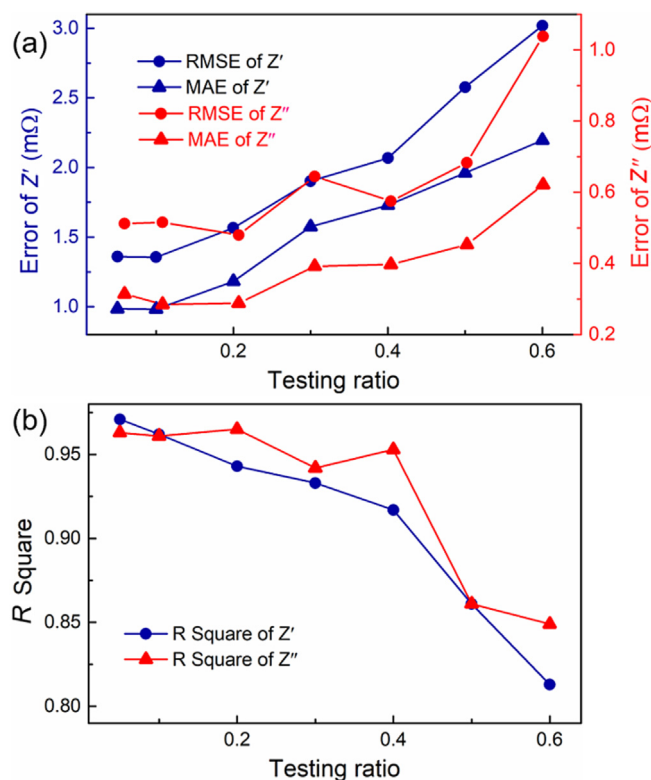 (a)
3.0
2.5
2.0
1.5
1.0
Error of Z′ (mΩ)
RMSE of Z′
MAE of Z′
RMSE of Z″
MAE of Z″
1.0
0.8
0.6
0.4
0.2
Error of Z″ (mΩ)
0.2
0.4
0.6
Testing ratio
(b)
0.95
0.90
0.85
0.80
R Square
R Square of Z′
R Square of Z″
0.2
0.4
0.6
Testing ratio